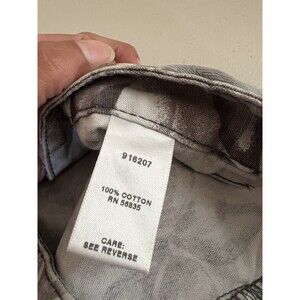 916207
100% COTTON
RN 56835
CARE:
SEE REVERSE